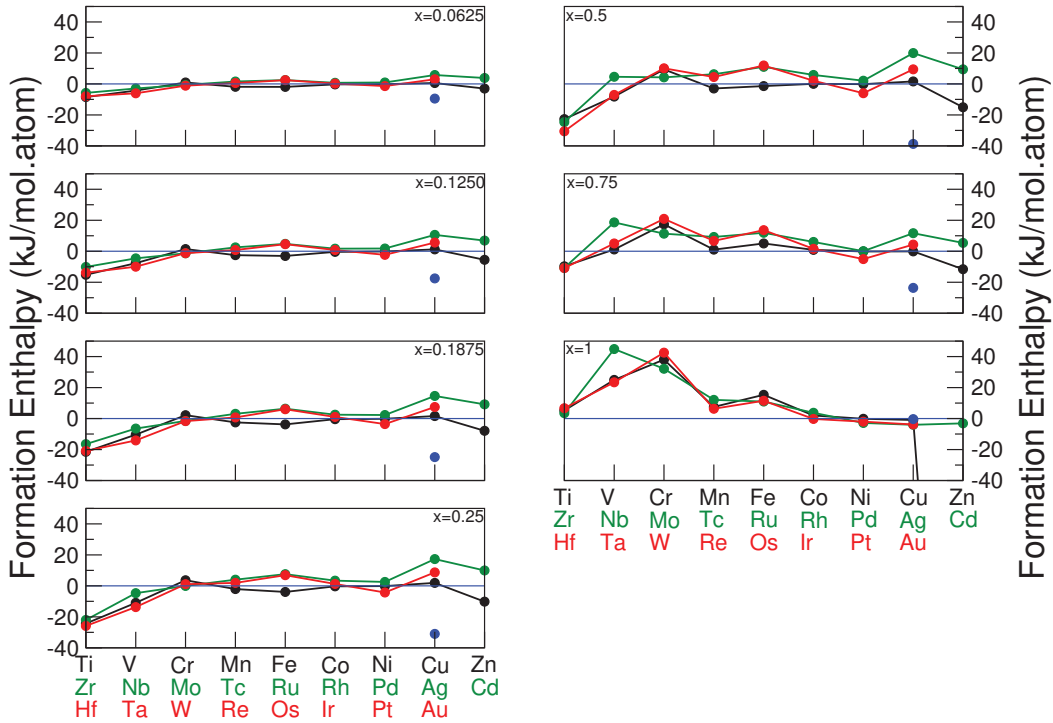 Formation Enthalpy (kJ/mol.atom)
x=0.0625
40
20
0
-20
-40
x=0.1250
40
20
0
-20
-40
x=0.1875
40
20
0
-20
-40
x=0.25
40
20
0
-20
-40
Ti V Cr Mn Fe Co Ni Cu Zn
Zr Nb Mo Tc Ru Rh Pd Ag Cd
Hf Ta W Re Os Ir Pt Au
x=0.5
40
20
0
-20
-40
x=0.75
40
20
0
-20
-40
x=1
40
20
0
-20
-40
Ti V Cr Mn Fe Co Ni Cu Zn
Zr Nb Mo Tc Ru Rh Pd Ag Cd
Hf Ta W Re Os Ir Pt Au
Formation Enthalpy (kJ/mol.atom)